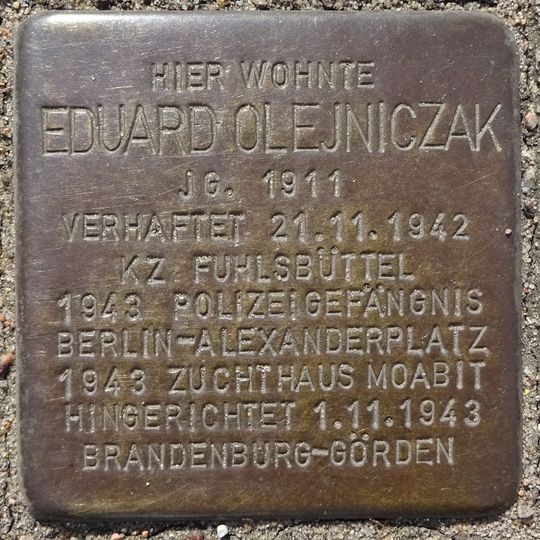 HIER WOHNTE
EDUARD OLEJNICZAK
JG. 1911
VERHAFTET 21.11.1942
KZ FUHLSBÜTTEL
1943 POLIZEIGEFÄNGNIS
BERLIN-ALEXANDERPLATZ
1943 ZUCHTHAUS MOABIT
HINGERICHTET 1.11.1943
BRANDENBURG-GÖRDEN